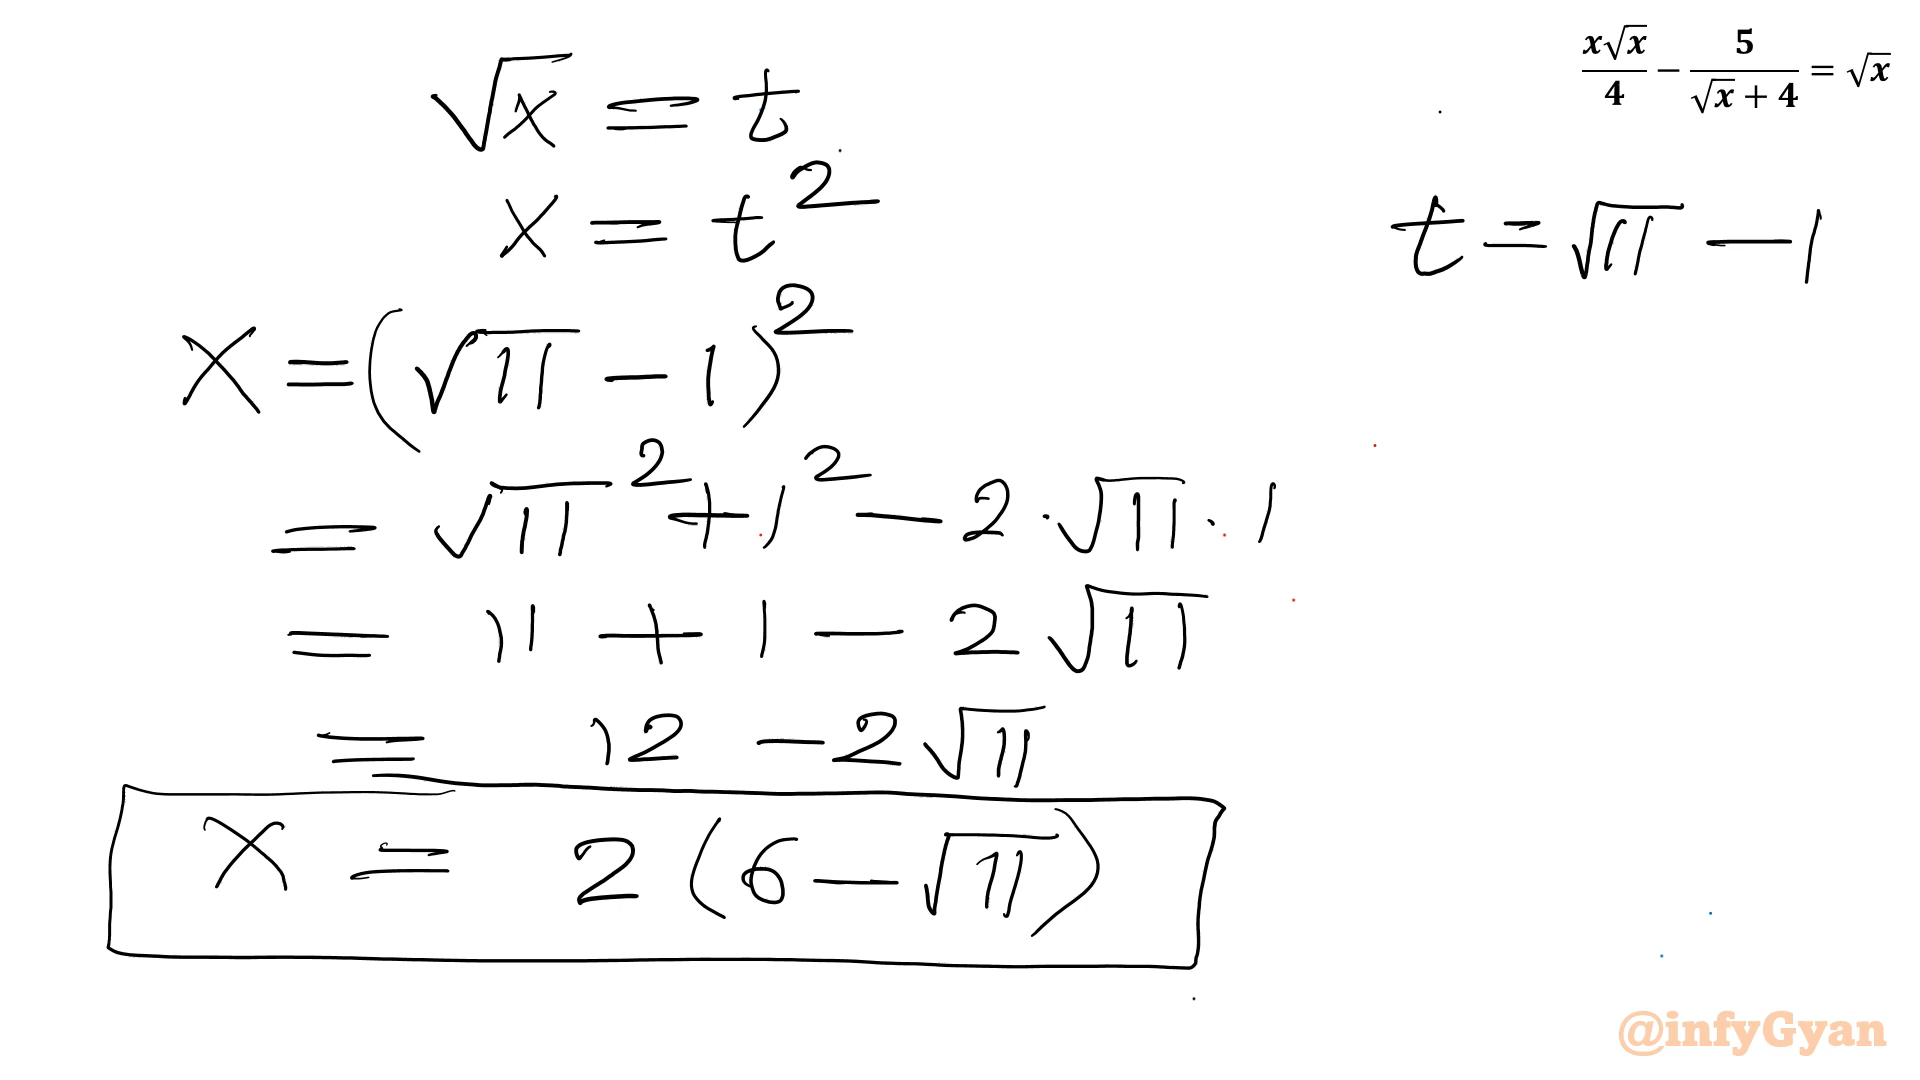 x√x/4 − 5/(√x + 4) = √x
√x = t
x = t²
t = √11 − 1
x = (√11 − 1)²
= √11² + 1² − 2 · √11 · 1
= 11 + 1 − 2√11
= 12 − 2√11
x = 2(6 − √11)
@infyGyan